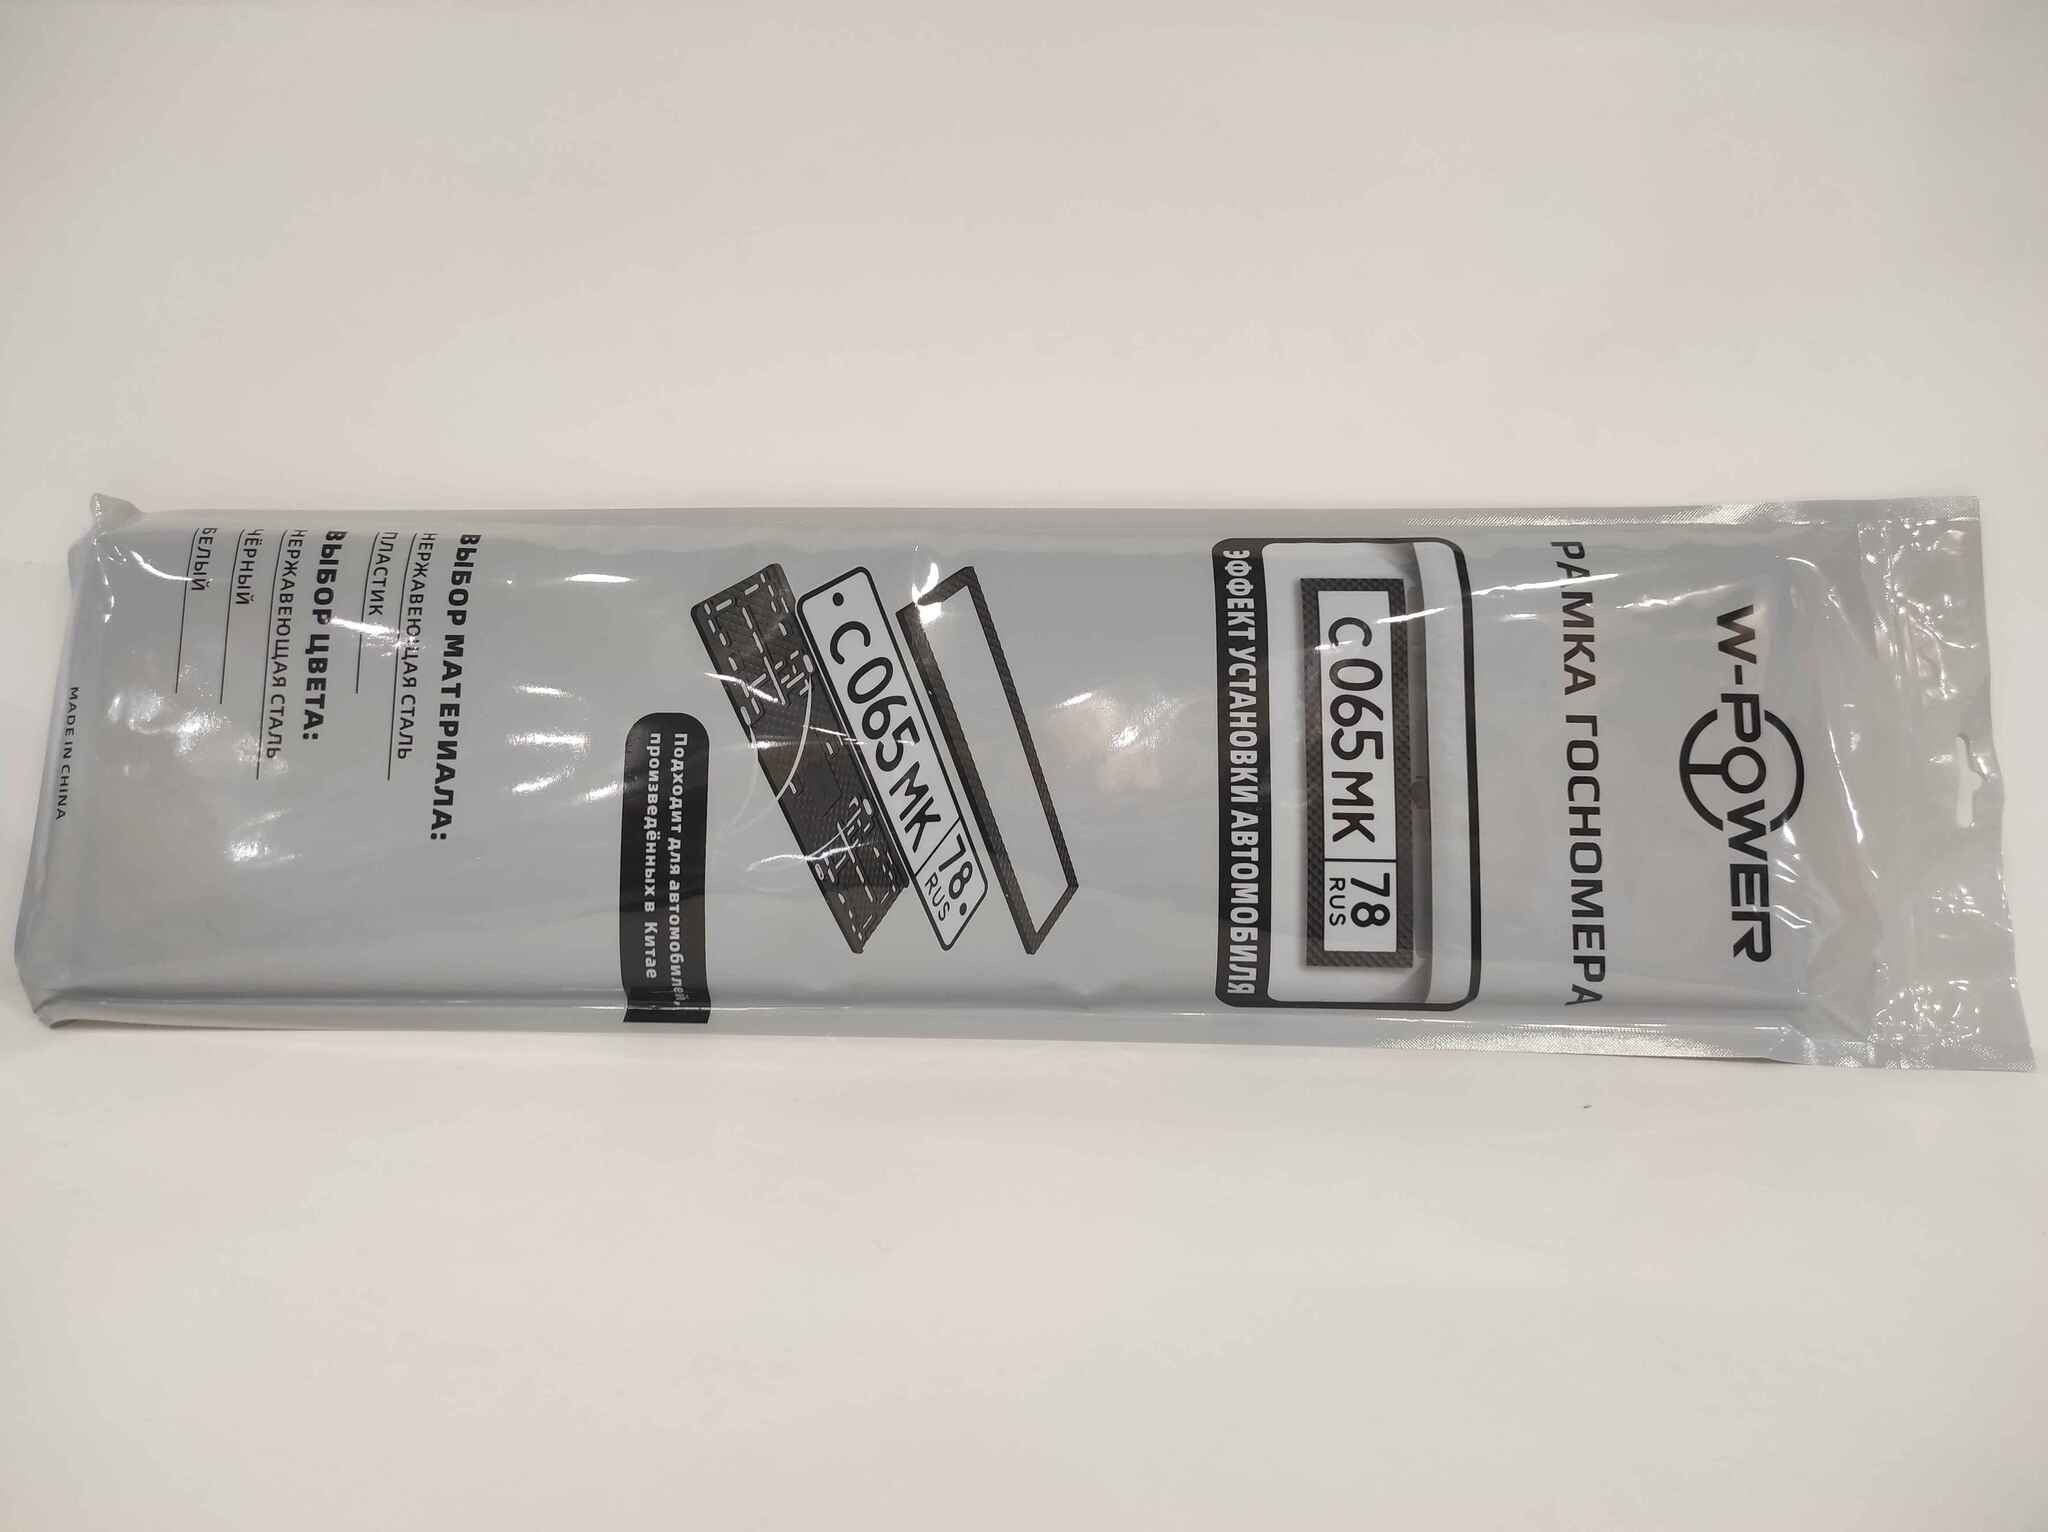 W-POWER
РАМКА ГОСНОМЕРА
С065МК 78
RUS
ЭФФЕКТ УСТАНОВКИ АВТОМОБИЛЯ
С065МК 78
RUS
Подходит для автомобилей,
произведённых в Китае
ВЫБОР МАТЕРИАЛА:
НЕРЖАВЕЮЩАЯ СТАЛЬ
ПЛАСТИК
ВЫБОР ЦВЕТА:
НЕРЖАВЕЮЩАЯ СТАЛЬ
ЧЁРНЫЙ
БЕЛЫЙ
MADE IN CHINA